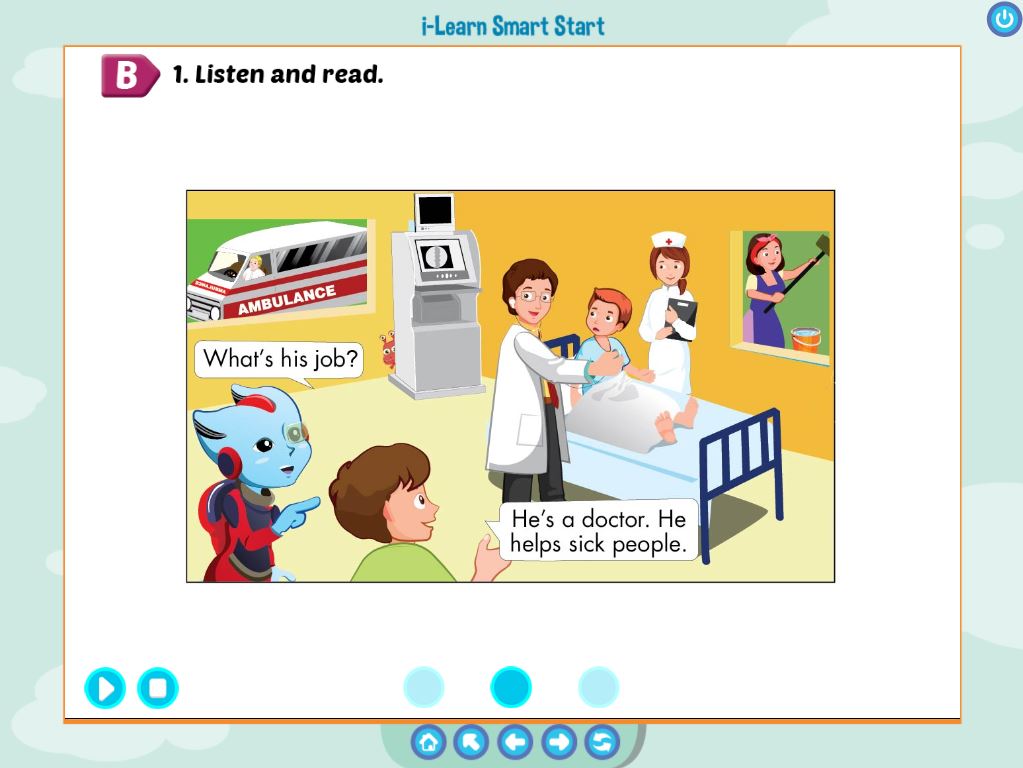 i-Learn Smart Start
B 1. Listen and read.
AMBULANCE
What's his job?
He's a doctor. He
helps sick people.